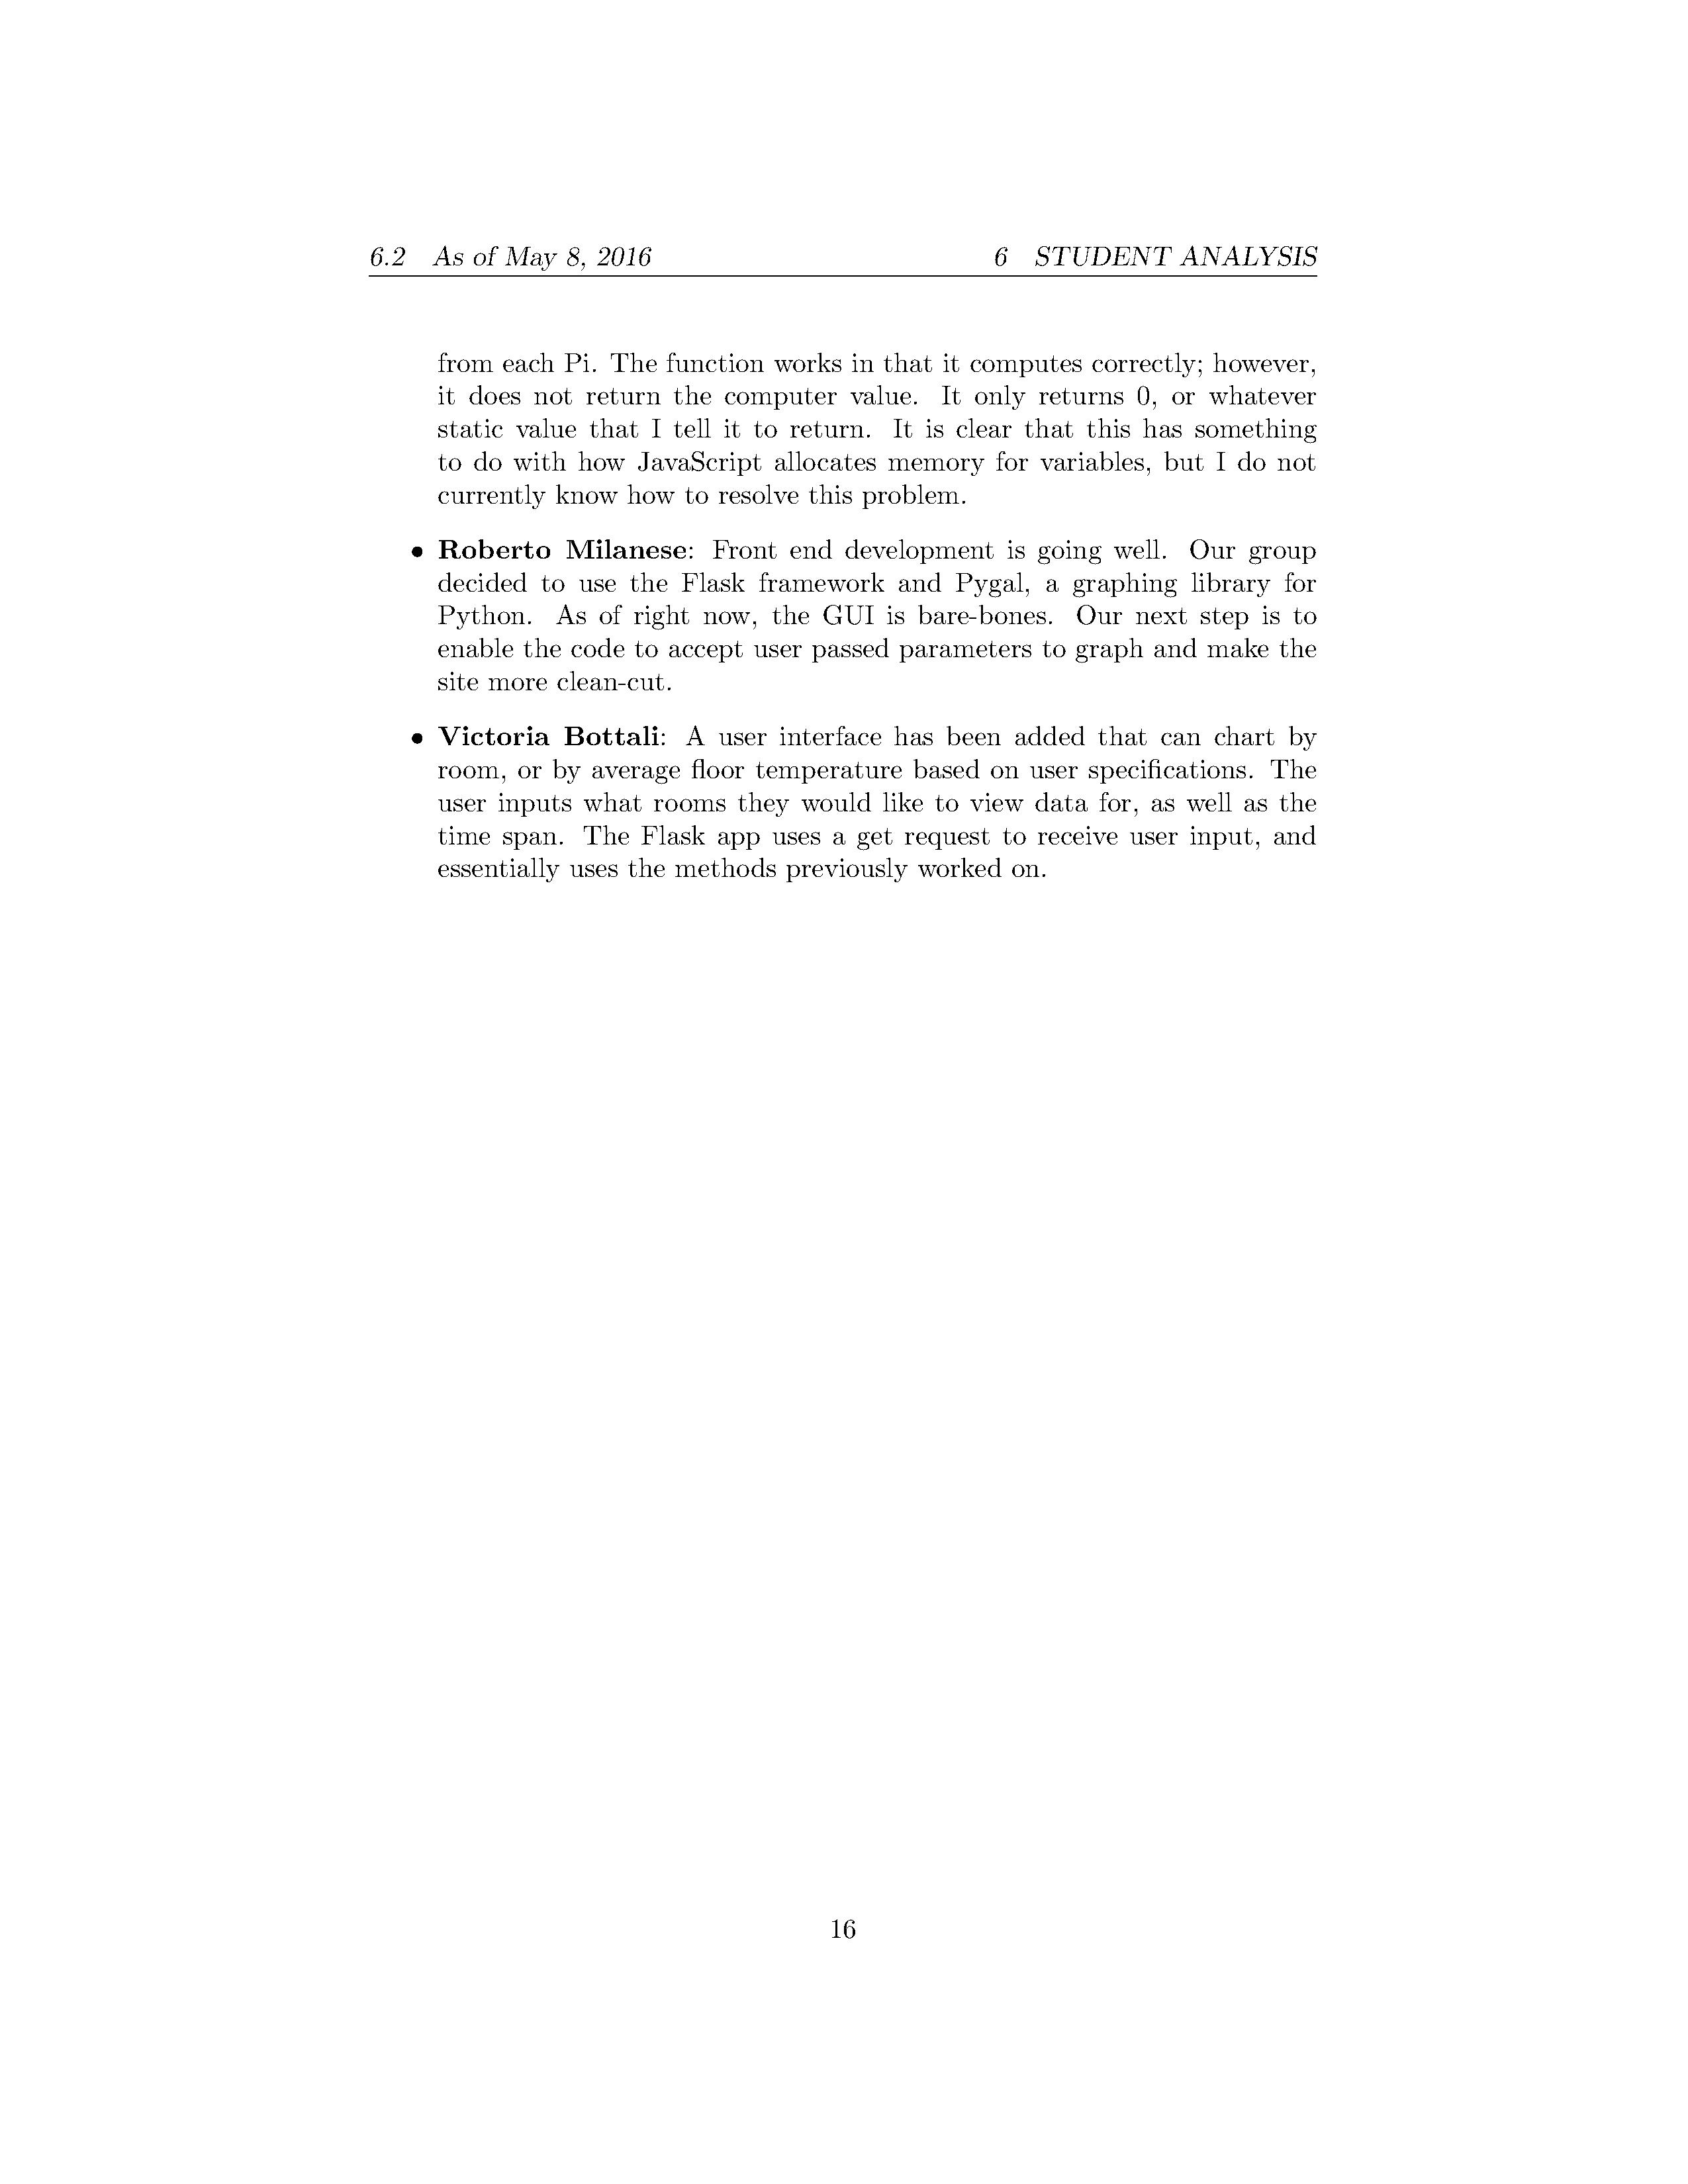 6.2 As of May 8, 2016 6 STUDENT ANALYSIS
from each Pi. The function works in that it computes correctly; however,
it does not return the computer value. It only returns 0, or whatever
static value that I tell it to return. It is clear that this has something
to do with how JavaScript allocates memory for variables, but I do not
currently know how to resolve this problem.
• Roberto Milanese: Front end development is going well. Our group
decided to use the Flask framework and Pygal, a graphing library for
Python. As of right now, the GUI is bare-bones. Our next step is to
enable the code to accept user passed parameters to graph and make the
site more clean-cut.
• Victoria Bottali: A user interface has been added that can chart by
room, or by average floor temperature based on user specifications. The
user inputs what rooms they would like to view data for, as well as the
time span. The Flask app uses a get request to receive user input, and
essentially uses the methods previously worked on.
16